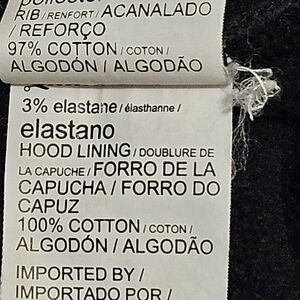 RIB / RENFORT / ACANALADO
/ REFORÇO
97% COTTON / COTON /
ALGODÓN / ALGODÃO
3% elastane / élasthanne /
elastano
HOOD LINING / DOUBLURE DE
LA CAPUCHE / FORRO DE LA
CAPUCHA / FORRO DO
CAPUZ
100% COTTON / COTON /
ALGODÓN / ALGODÃO
IMPORTED BY /
IMPORTADO POR /